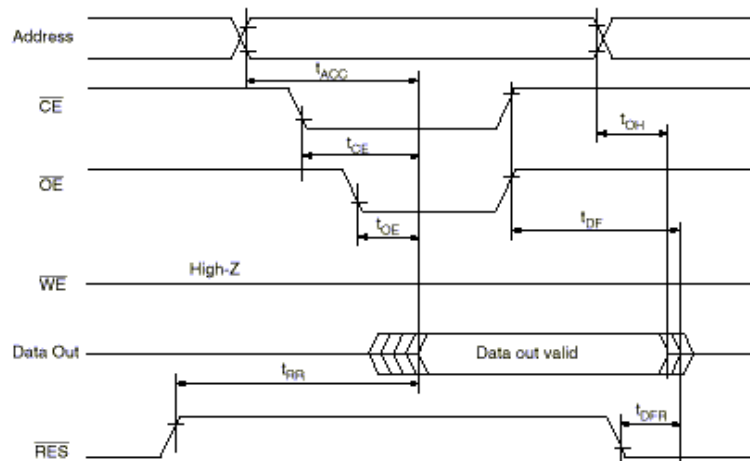 Address
tACC
CE
tOH
tCE
OE
tDF
tOE
High-Z
WE
Data Out
Data out valid
tRR
tDFR
RES